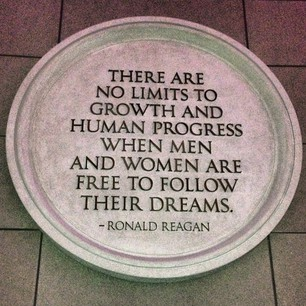 THERE ARE
NO LIMITS TO
GROWTH AND
HUMAN PROGRESS
WHEN MEN
AND WOMEN ARE
FREE TO FOLLOW
THEIR DREAMS.
~ RONALD REAGAN